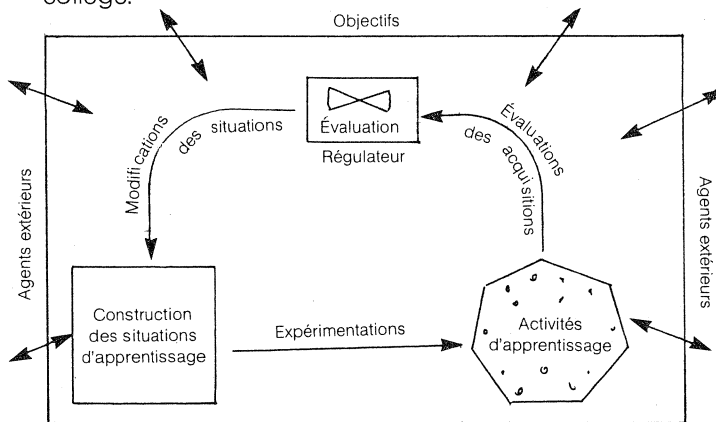 collège.
Objectifs
Évaluation
Régulateur
Modifications
des situations
Évaluations
des acquisitions
Agents extérieurs
Agents extérieurs
Construction
des situations
d'apprentissage
Expérimentations
Activités
d'apprentissage